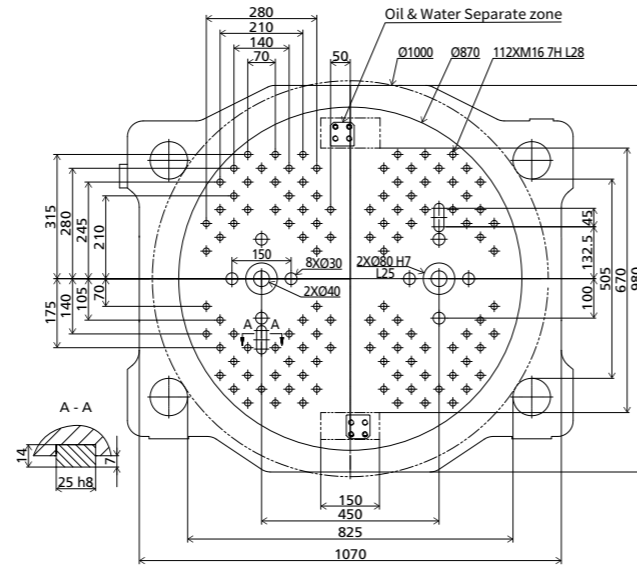 280
Oil & Water Separate zone
210
140
50
Ø1000
Ø870
112XM16 7H L28
70
315
280
245
210
45
132.5
150
8XØ30
2XØ80 H7
L25
2XØ40
505
670
980
175
140
105
70
100
A
A
A - A
14
7
25 h8
150
450
825
1070